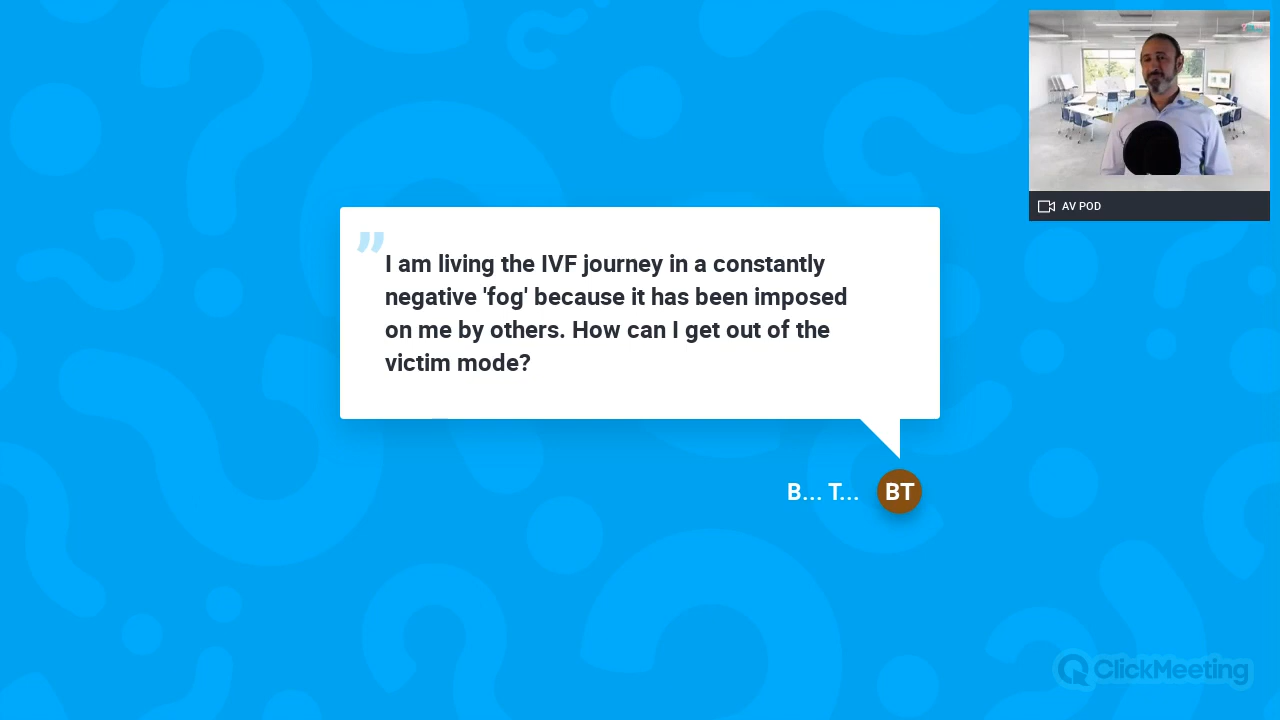 AV POD
”
I am living the IVF journey in a constantly
negative 'fog' because it has been imposed
on me by others. How can I get out of the
victim mode?
B... T... BT
ClickMeeting